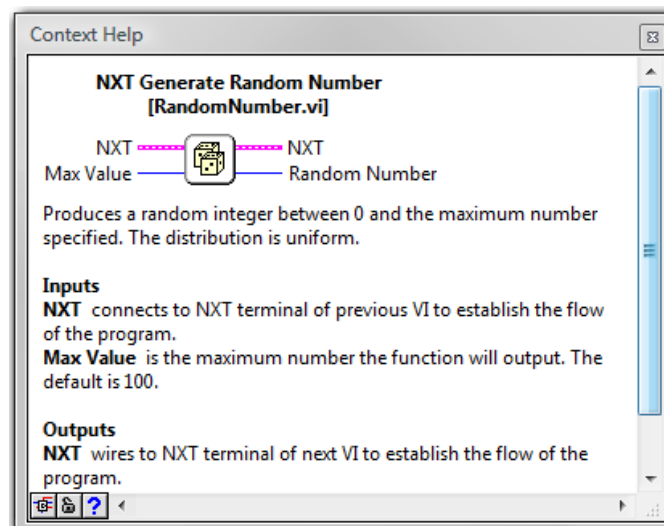 Context Help
NXT Generate Random Number
[RandomNumber.vi]
NXT NXT
Max Value Random Number
Produces a random integer between 0 and the maximum number
specified. The distribution is uniform.
Inputs
NXT connects to NXT terminal of previous VI to establish the flow
of the program.
Max Value is the maximum number the function will output. The
default is 100.
Outputs
NXT wires to NXT terminal of next VI to establish the flow of the
program.
?